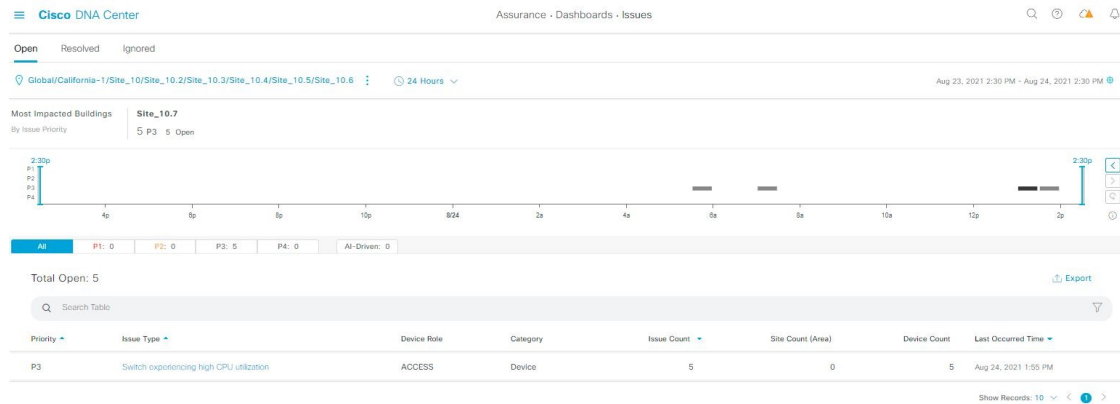 Cisco DNA Center
Assurance · Dashboards · Issues
Open Resolved Ignored
Global/California-1/Site_10/Site_10.2/Site_10.3/Site_10.4/Site_10.5/Site_10.6 24 Hours Aug 23, 2021 2:30 PM - Aug 24, 2021 2:30 PM
Most Impacted Buildings Site_10.7
By Issue Priority 5 P3 5 Open
2:30p 2:30p
P1
P2
P3
P4
4p 6p 8p 10p 8/24 2a 4a 6a 8a 10a 12p 2p
All P1: 0 P2: 0 P3: 5 P4: 0 AI-Driven: 0
Total Open: 5 Export
Search Table
Priority Issue Type Device Role Category Issue Count Site Count (Area) Device Count Last Occurred Time
P3 Switch experiencing high CPU utilization ACCESS Device 5 0 5 Aug 24, 2021 1:55 PM
Show Records: 10 1